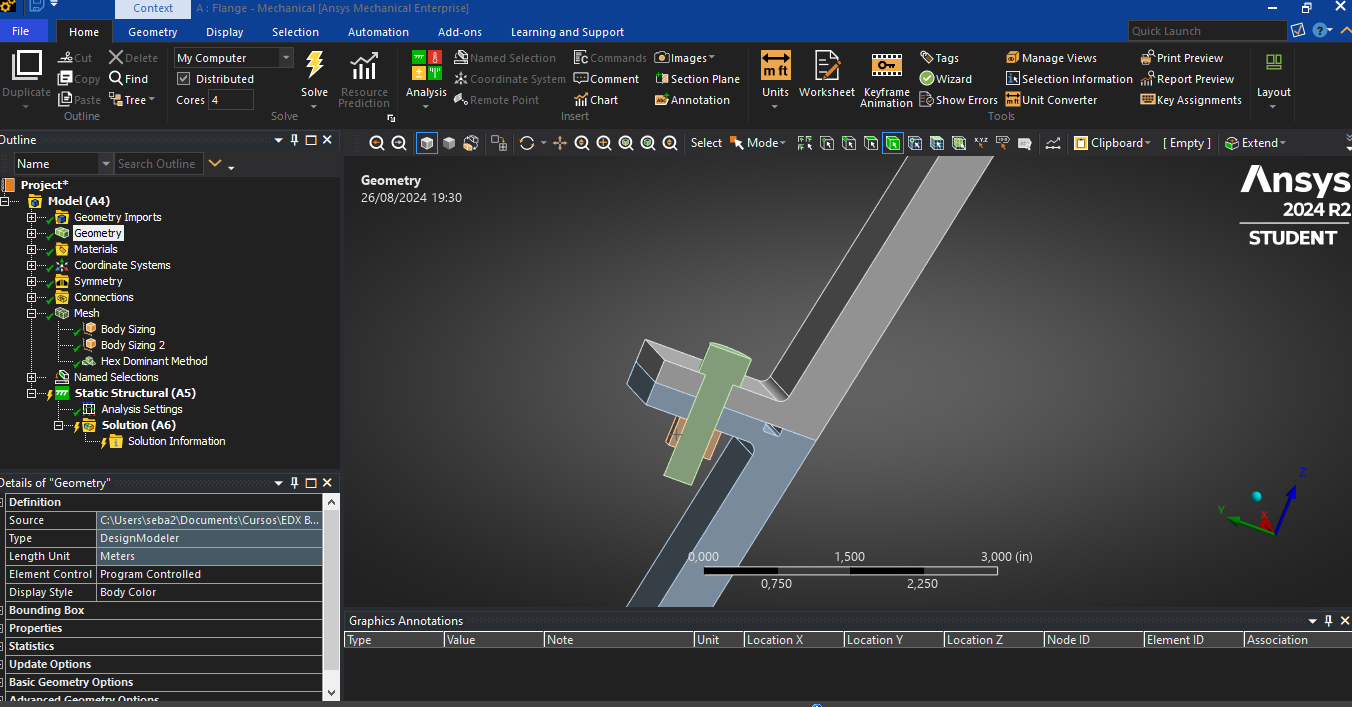 Context A : Flange - Mechanical [Ansys Mechanical Enterprise]
File Home Geometry Display Selection Automation Add-ons Learning and Support Quick Launch
Duplicate
Cut
Copy
Paste
Delete
Find
Tree
Outline
My Computer
Distributed
Cores 4
Solve
Resource
Prediction
Solve
Analysis
Named Selection
Coordinate System
Remote Point
Commands
Comment
Chart
Images
Section Plane
Annotation
Insert
m ft
Units
Worksheet
Keyframe
Animation
Tags
Wizard
Show Errors
Manage Views
Selection Information
Unit Converter
Print Preview
Report Preview
Key Assignments
Tools
Layout
Outline
Name Search Outline
Select Mode Clipboard [ Empty ] Extend
Project*
Model (A4)
Geometry Imports
Geometry
Materials
Coordinate Systems
Symmetry
Connections
Mesh
Body Sizing
Body Sizing 2
Hex Dominant Method
Named Selections
Static Structural (A5)
Analysis Settings
Solution (A6)
Solution Information
Details of "Geometry"
Definition
Source C:\Users\seba2\Documents\Cursos\EDX B...
Type DesignModeler
Length Unit Meters
Element Control Program Controlled
Display Style Body Color
Bounding Box
Properties
Statistics
Update Options
Basic Geometry Options
Advanced Geometry Options
Geometry
26/08/2024 19:30
Ansys
2024 R2
STUDENT
Z
Y
X
0,000 1,500 3,000 (in)
0,750 2,250
Graphics Annotations
Type Value Note Unit Location X Location Y Location Z Node ID Element ID Association